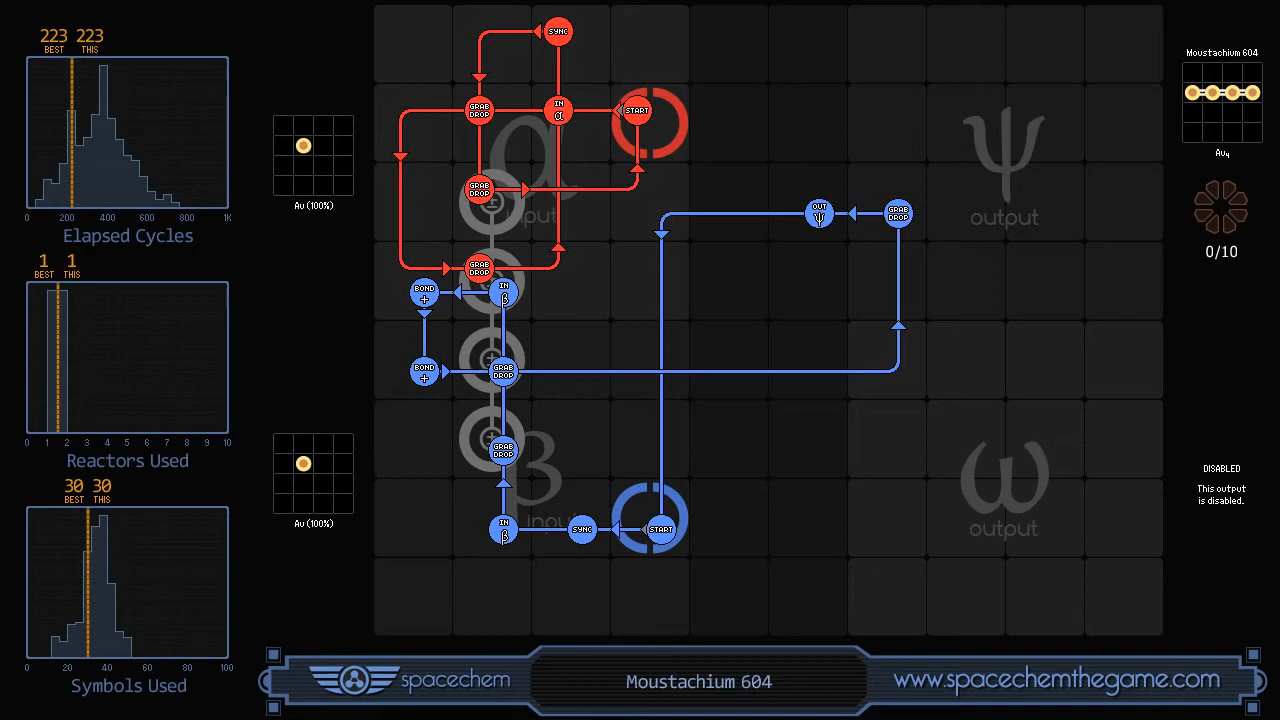 223 223
BEST THIS
0 200 400 600 800 1K
Elapsed Cycles
1 1
BEST THIS
0 1 2 3 4 5 6 7 8 9 10
Reactors Used
30 30
BEST THIS
0 20 40 60 80 100
Symbols Used
Au (100%)
Au (100%)
SYNC
GRAB DROP
IN α
START
GRAB DROP
GRAB DROP
α
input
BOND +
IN β
BOND +
GRAB DROP
GRAB DROP
β
input
IN β
SYNC
START
OUT ψ
GRAB DROP
ψ
output
ω
output
Moustachium 604
Au₄
0/10
DISABLED
This output
is disabled.
spacechem
Moustachium 604
www.spacechemthegame.com